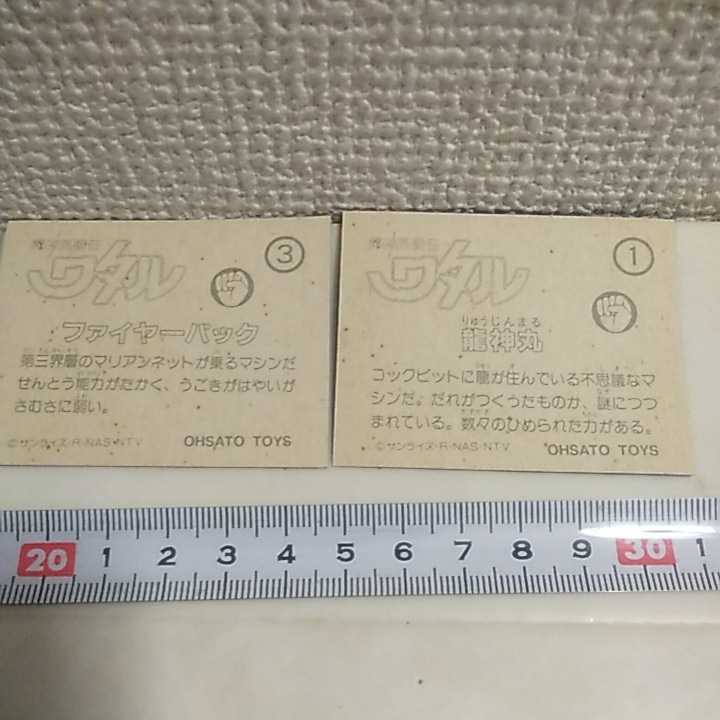 魔神英雄伝
ワタル
③
ファイヤーパック
第三界層のマリアンネットが乗るマシンだ
せんとう能力がたかく、うごきがはやいが
さむさに弱い。
©サンライズ・R・NAS・NTV
OHSATO TOYS
魔神英雄伝
ワタル
①
りゅうじんまる
龍神丸
コックピットに龍が住んでいる不思議なマ
シンだ。だれがつくうたものか、謎につつ
まれている。数々のひめられた力がある。
©サンライズ・R・NAS・NTV
OHSATO TOYS
20 1 2 3 4 5 6 7 8 9 30 1